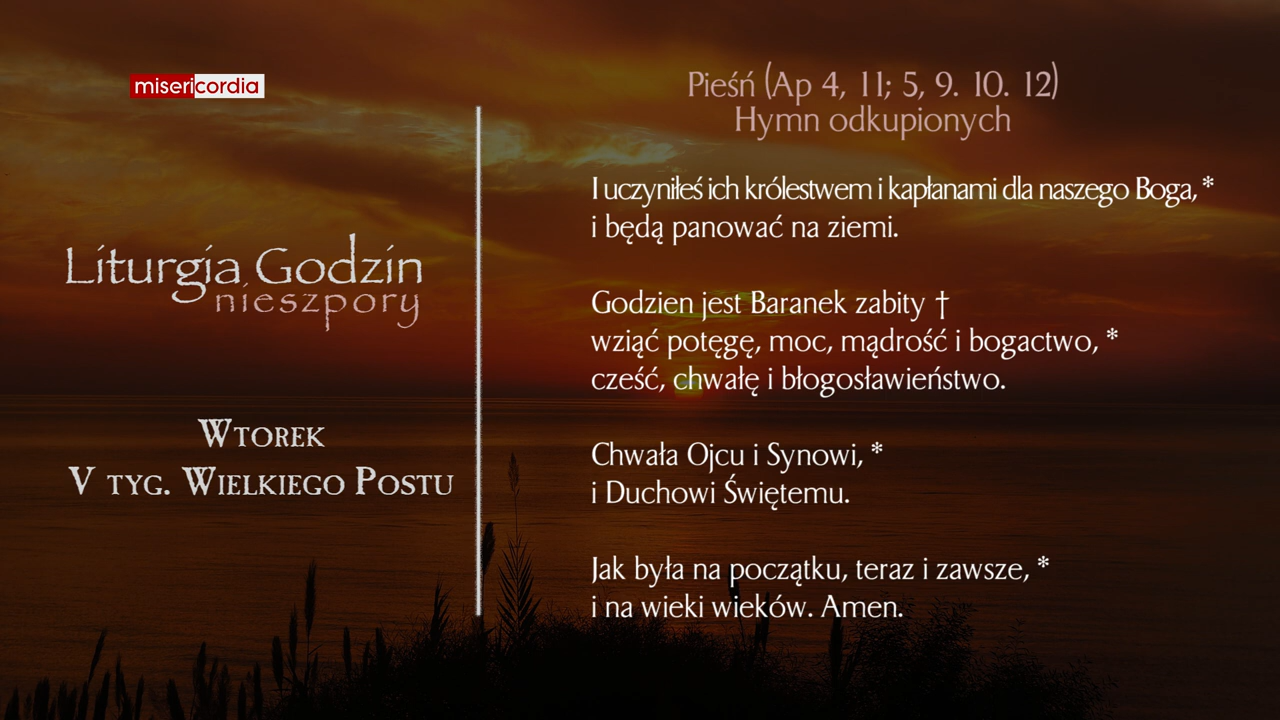 misericordia
Liturgia Godzin
nieszpory
Wtorek
V tyg. Wielkiego Postu
Pieśń (Ap 4, 11; 5, 9. 10. 12)
Hymn odkupionych
I uczyniłeś ich królestwem i kapłanami dla naszego Boga, *
i będą panować na ziemi.
Godzien jest Baranek zabity †
wziąć potęgę, moc, mądrość i bogactwo, *
cześć, chwałę i błogosławieństwo.
Chwała Ojcu i Synowi, *
i Duchowi Świętemu.
Jak była na początku, teraz i zawsze, *
i na wieki wieków. Amen.